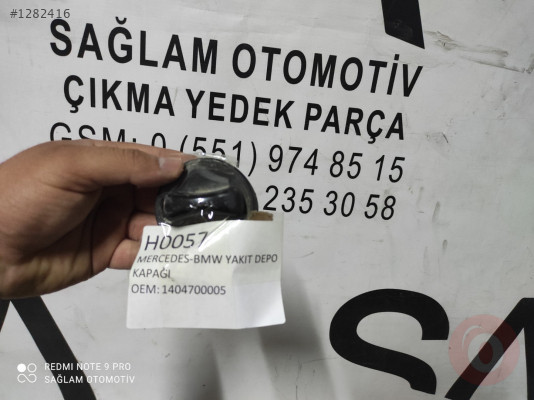 #1282416
SAĞLAM OTOMOTİV
ÇIKMA YEDEK PARÇA
GSM: 0 (551) 974 85 15
235 30 58
H0057
MERCEDES-BMW YAKIT DEPO
KAPAĞI
OEM: 1404700005
REDMI NOTE 9 PRO
SAĞLAM OTOMOTİV